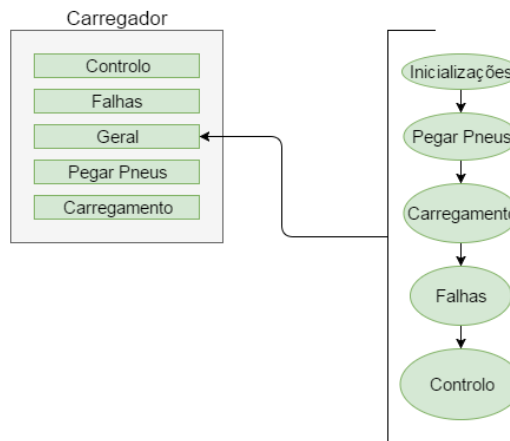 Carregador
Controlo
Falhas
Geral
Pegar Pneus
Carregamento
Inicializações
Pegar Pneus
Carregamento
Falhas
Controlo